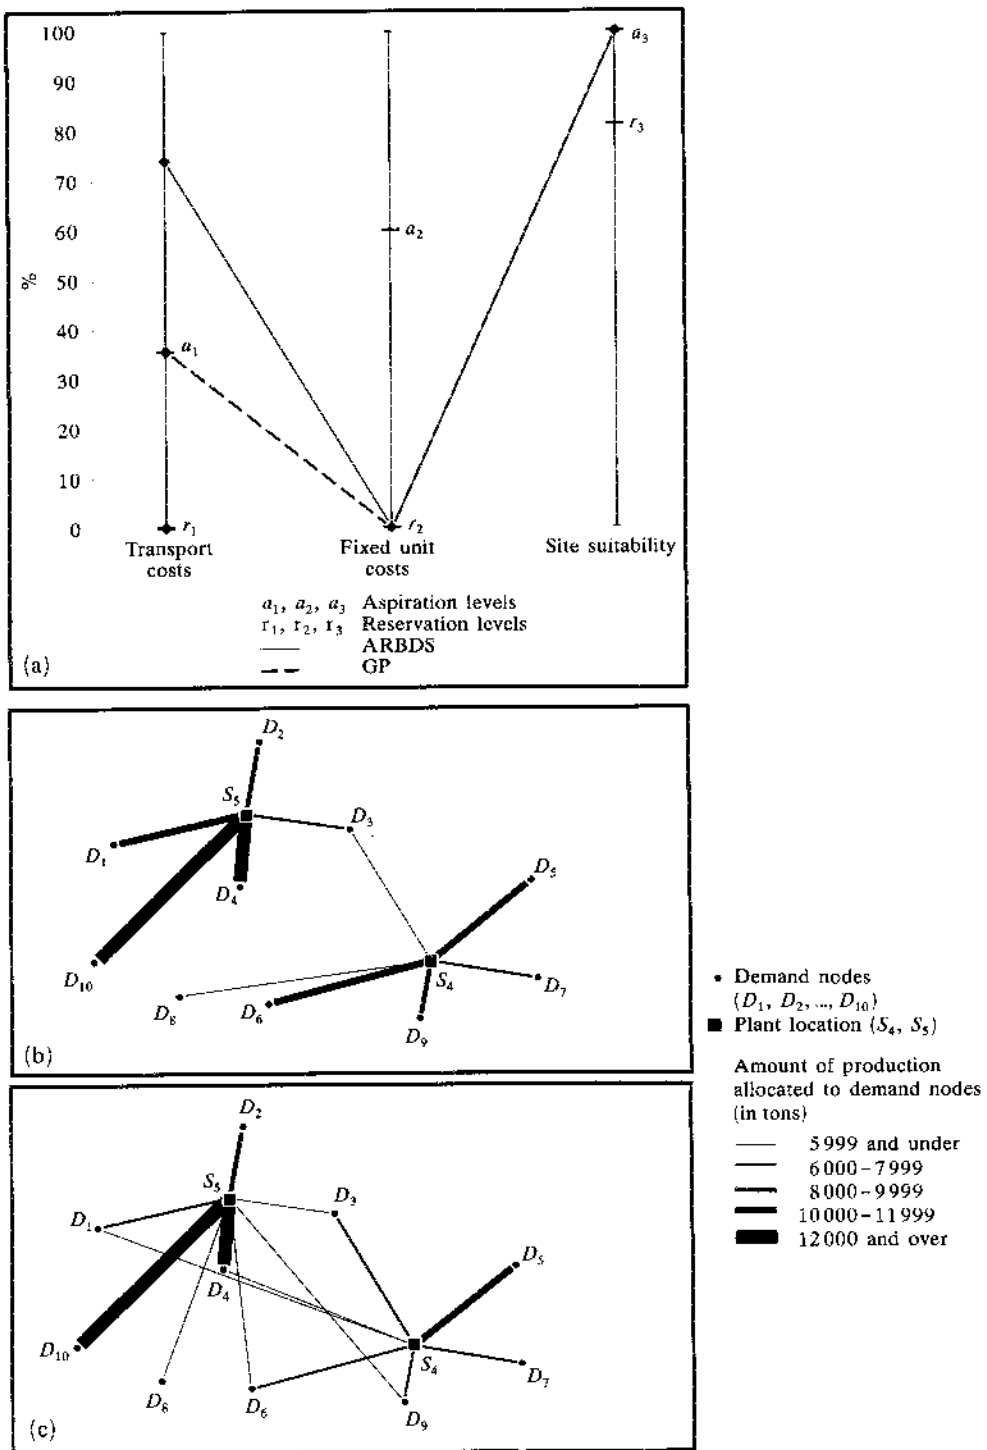 100
90
80
70
60
50
40
30
20
10
0
%
a₁
r₁
a₂
r₂
a₃
r₃
Transport
costs
Fixed unit
costs
Site suitability
a₁, a₂, a₃ Aspiration levels
r₁, r₂, r₃ Reservation levels
ARBDS
GP
(a)
D₂
S₅
D₃
D₁
D₄
D₅
D₁₀
S₄
D₇
D₈
D₆
D₉
(b)
Demand nodes
(D₁, D₂, ..., D₁₀)
Plant location (S₄, S₅)
Amount of production
allocated to demand nodes
(in tons)
5999 and under
6000–7999
8000–9999
10000–11999
12000 and over
D₂
S₅
D₃
D₁
D₅
D₄
D₁₀
S₄
D₇
D₈
D₆
D₉
(c)